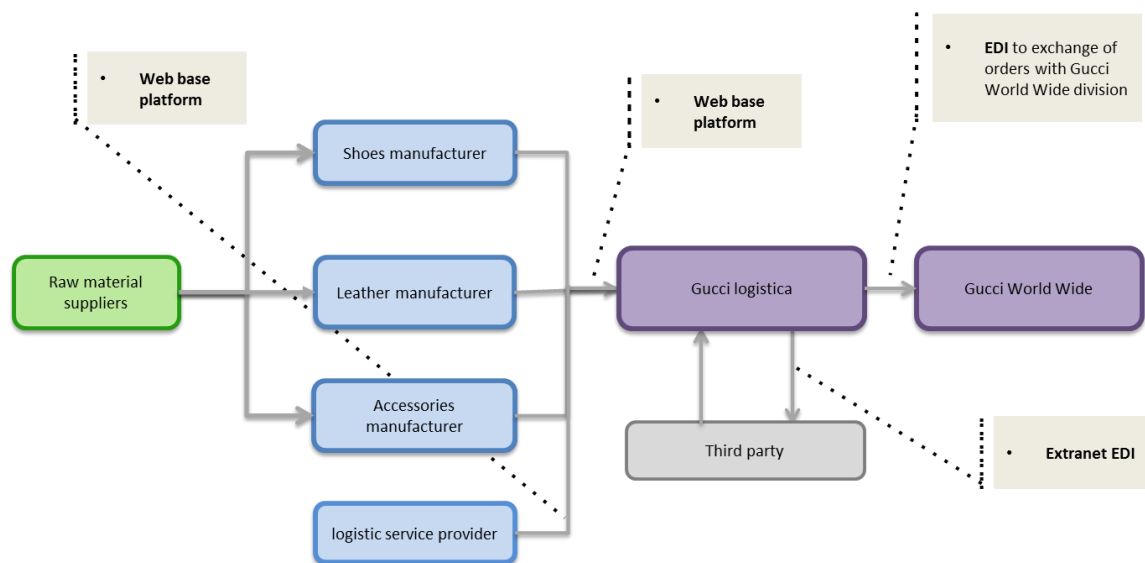 • Web base
platform
• Web base
platform
• EDI to exchange of
orders with Gucci
World Wide division
Shoes manufacturer
Raw material
suppliers
Leather manufacturer
Gucci logistica
Gucci World Wide
Accessories
manufacturer
Third party
• Extranet EDI
logistic service provider